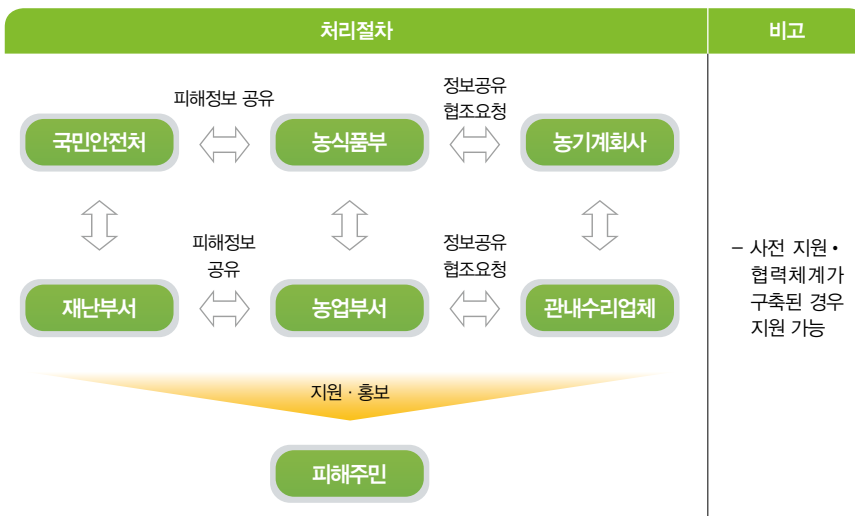 처리절차
비고
피해정보 공유
정보공유
협조요청
국민안전처
농식품부
농기계회사
피해정보
공유
정보공유
협조요청
재난부서
농업부서
관내수리업체
– 사전 지원·
협력체계가
구축된 경우
지원 가능
지원 · 홍보
피해주민